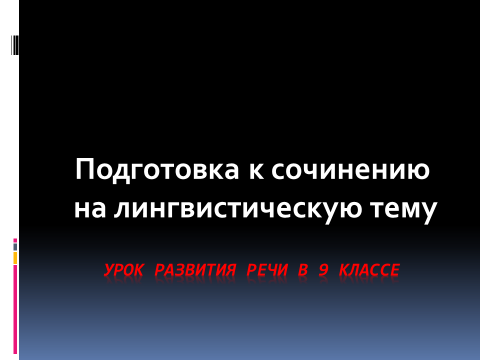 Подготовка к сочинению
на лингвистическую тему
УРОК РАЗВИТИЯ РЕЧИ В 9 КЛАССЕ